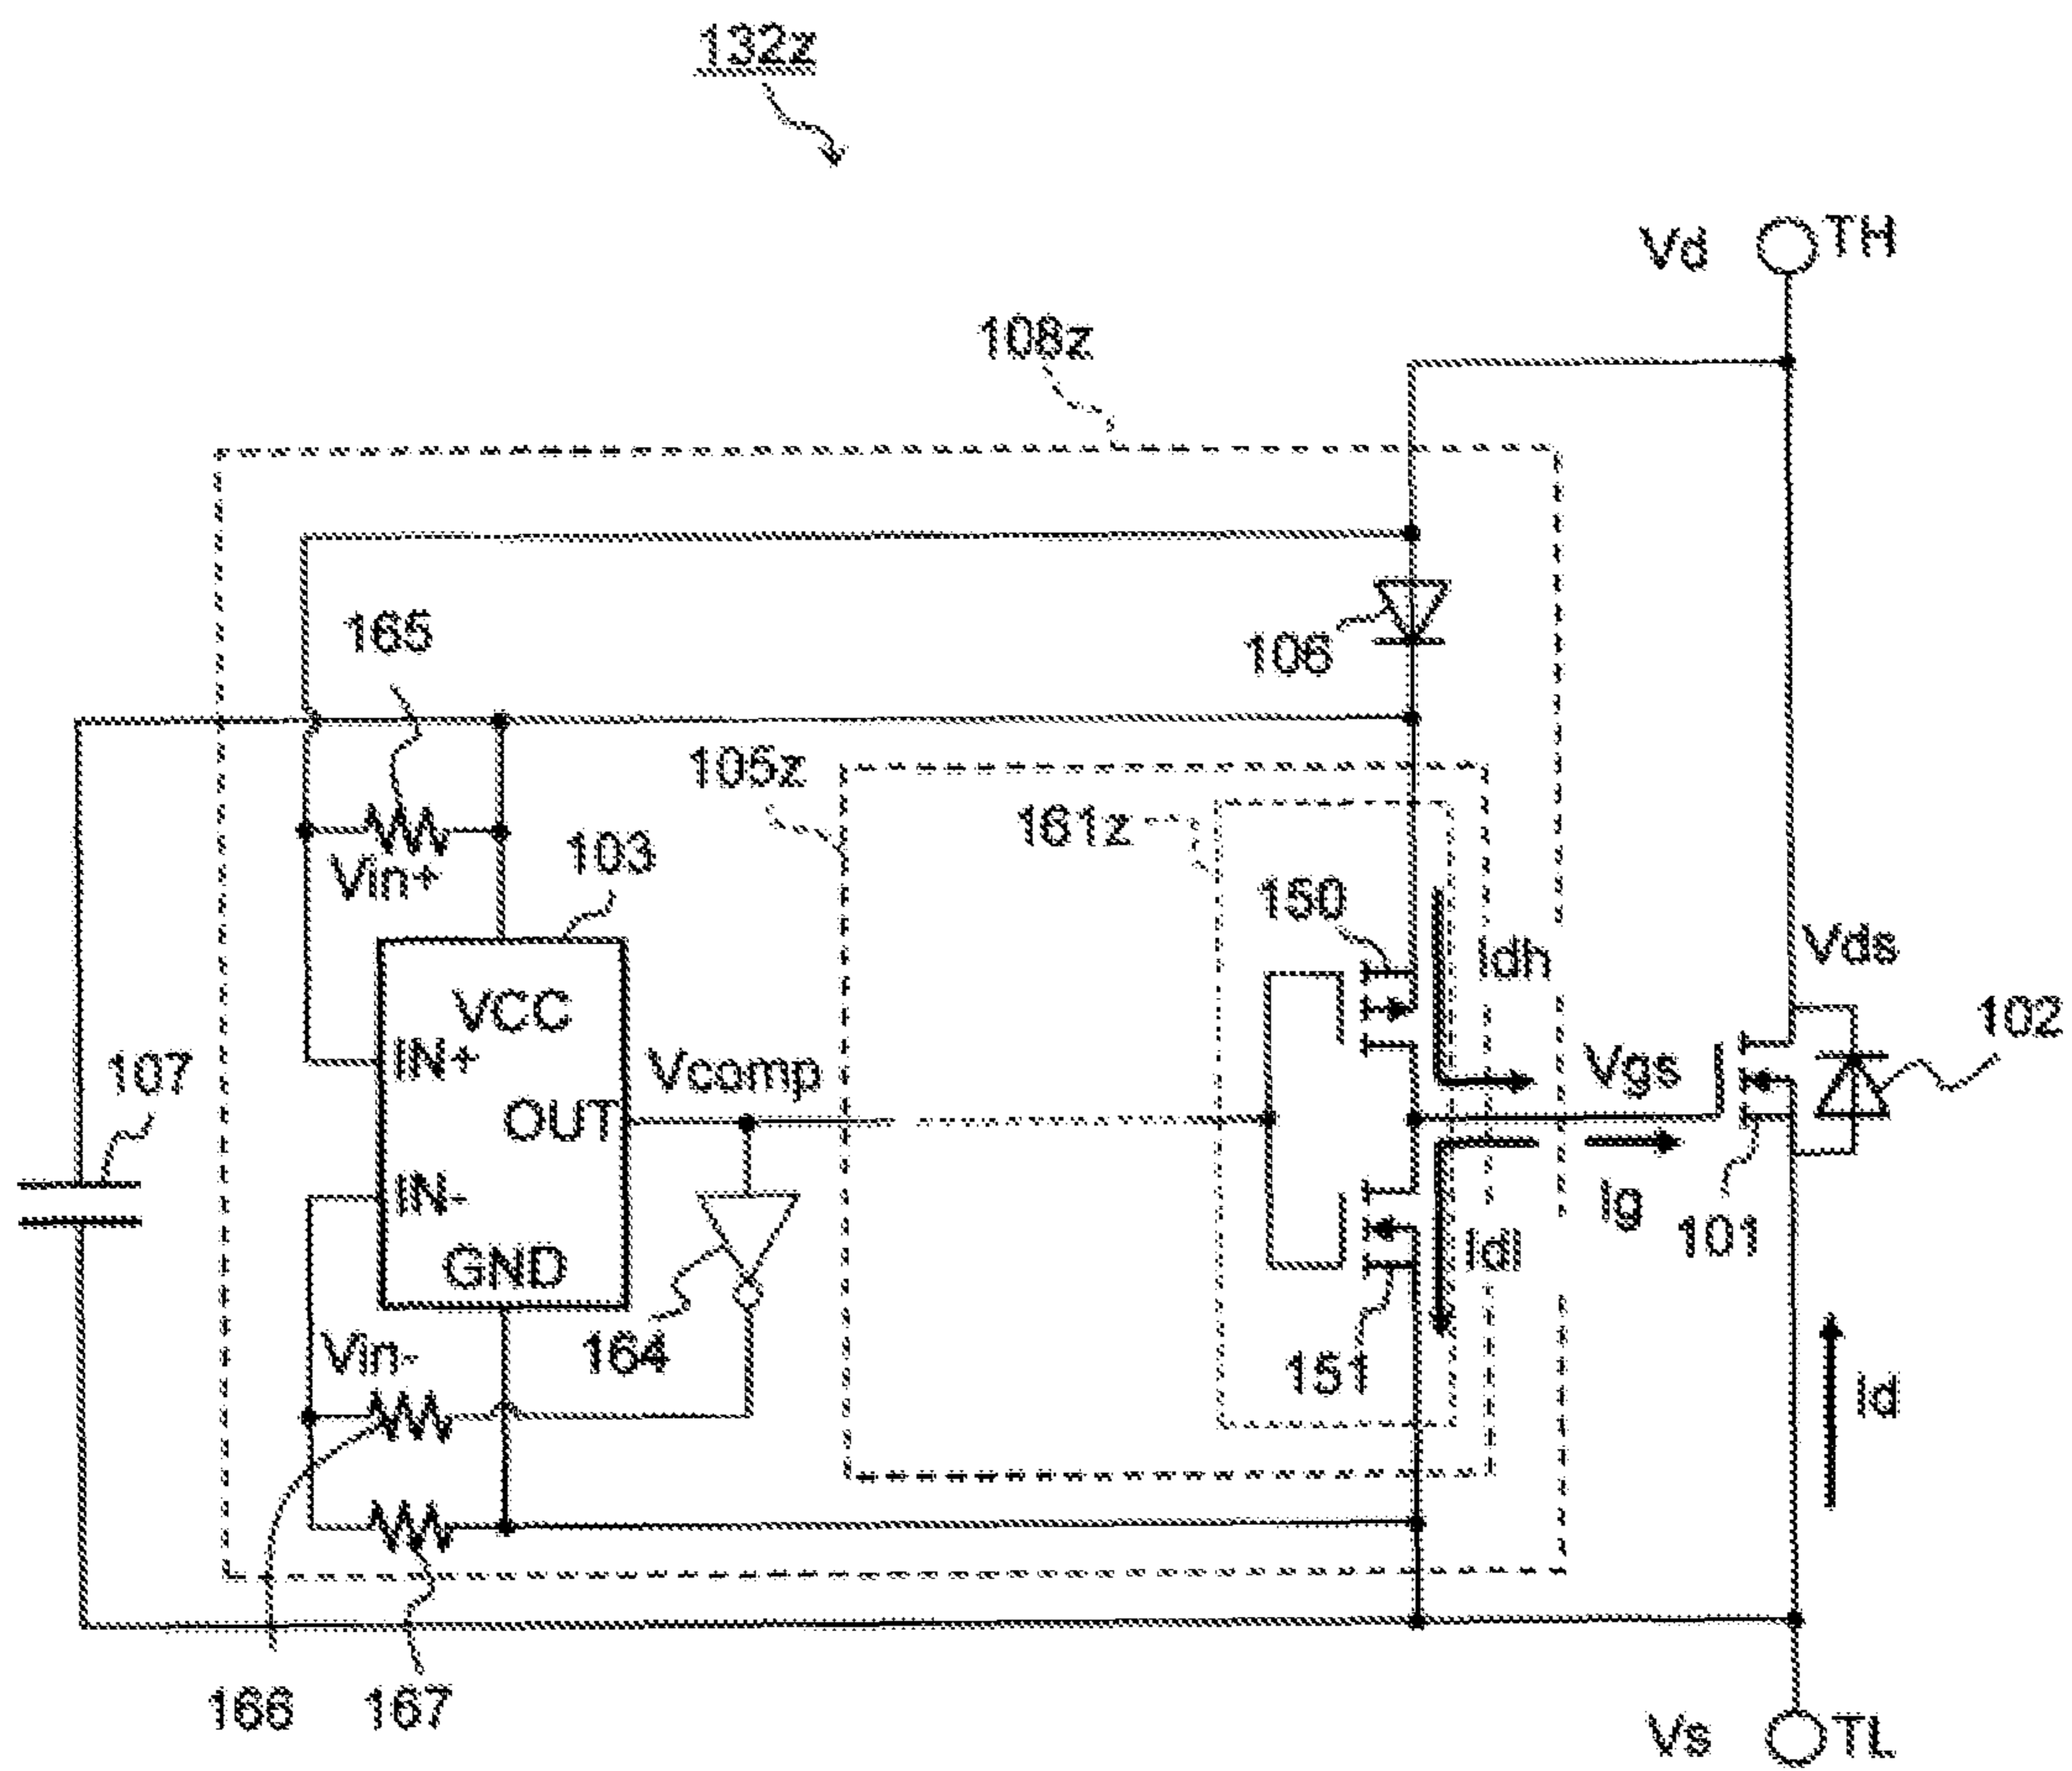 132z
Vd
TH
108z
165
106
105z
161z
Vin+
103
150
Idh
Vds
VCC
102
IN+
Vcomp
Vgs
107
OUT
IN-
Ig
101
GND
Idl
Vin-
164
151
Id
166
167
Vs
TL